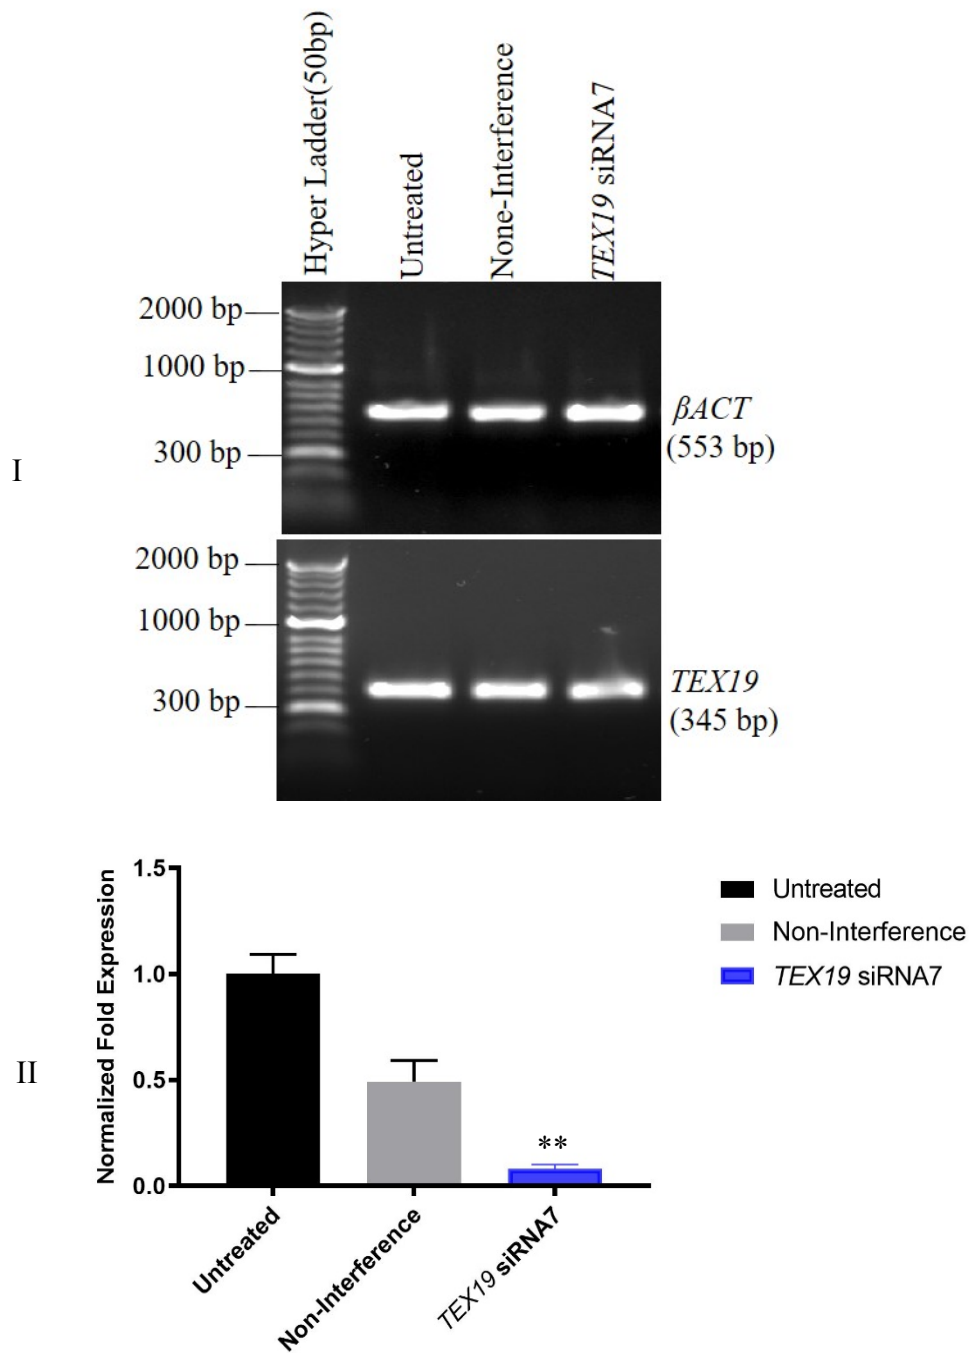 Hyper Ladder(50bp)
Untreated
None-Interference
TEX19 siRNA7
2000 bp
1000 bp
300 bp
βACT
(553 bp)
I
2000 bp
1000 bp
300 bp
TEX19
(345 bp)
II
Normalized Fold Expression
1.5
1.0
0.5
0.0
**
Untreated
Non-Interference
TEX19 siRNA7
Untreated
Non-Interference
TEX19 siRNA7